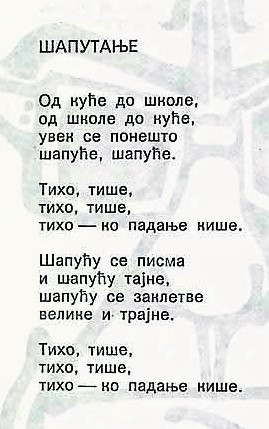 ШАПУТАЊЕ
Од куће до школе,
од школе до куће,
увек се понешто
шапуће, шапуће.
Тихо, тише,
тихо, тише,
тихо — ко падање кише.
Шапућу се писма
и шапућу тајне,
шапућу се заклетве
велике и трајне.
Тихо, тише,
тихо, тише,
тихо — ко падање кише.